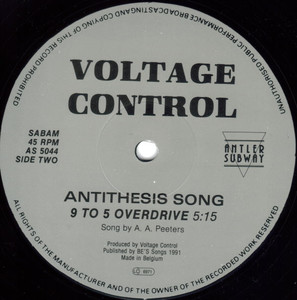 UNAUTHORISED PUBLIC PERFORMANCE BROADCASTING AND COPYING OF THIS RECORD PROHIBITED
VOLTAGE
CONTROL
SABAM
45 RPM
AS 5044
SIDE TWO
ANTLER
SUBWAY
ANTITHESIS SONG
9 TO 5 OVERDRIVE 5:15
Song by A. A. Peeters
Produced by Voltage Control
Published by BE'S Songs 1991
Made in Belgium
ALL RIGHTS OF THE MANUFACTURER AND OF THE OWNER OF THE RECORDED WORK RESERVED